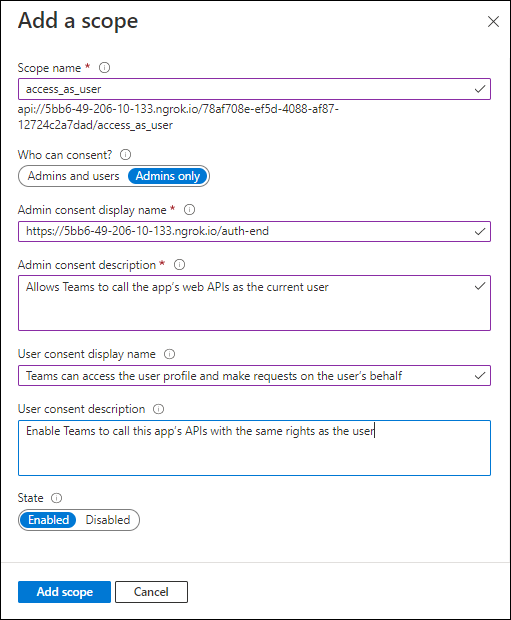 Add a scope
Scope name *
access_as_user
api://5bb6-49-206-10-133.ngrok.io/78af708e-ef5d-4088-af87-
12724c2a7dad/access_as_user
Who can consent?
Admins and users Admins only
Admin consent display name *
https://5bb6-49-206-10-133.ngrok.io/auth-end
Admin consent description *
Allows Teams to call the app's web APIs as the current user
User consent display name
Teams can access the user profile and make requests on the user's behalf
User consent description
Enable Teams to call this app's APIs with the same rights as the user
State
Enabled Disabled
Add scope Cancel